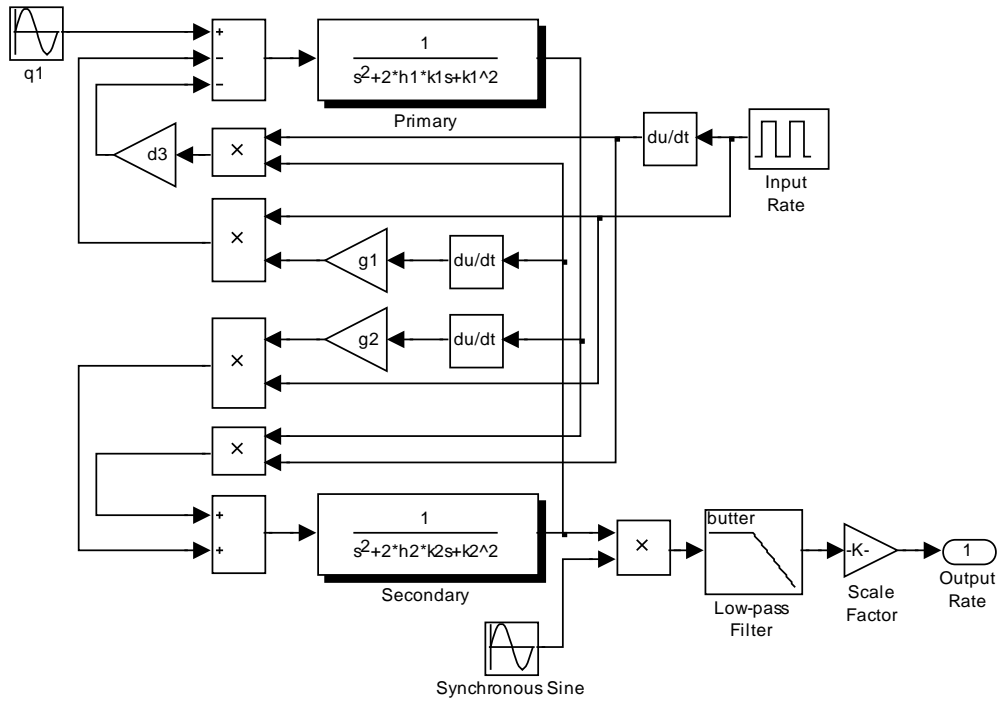 q1
+
−
−
1
s²+2*h1*k1s+k1^2
Primary
d3
×
du/dt
Input
Rate
×
g1
du/dt
×
g2
du/dt
×
+
+
1
s²+2*h2*k2s+k2^2
Secondary
×
butter
Low-pass
Filter
-K-
Scale
Factor
1
Output
Rate
Synchronous Sine